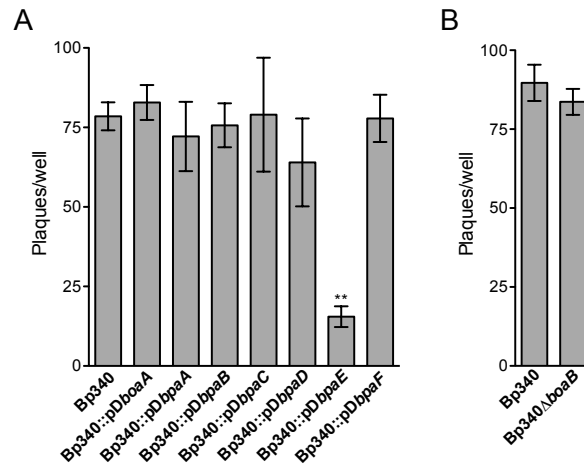 A
Plaques/well
100
75
50
25
0
**
Bp340
Bp340::pDboaA
Bp340::pDbpaA
Bp340::pDbpaB
Bp340::pDbpaC
Bp340::pDbpaD
Bp340::pDbpaE
Bp340::pDbpaF
B
Plaques/well
100
75
50
25
0
Bp340
Bp340ΔboaB